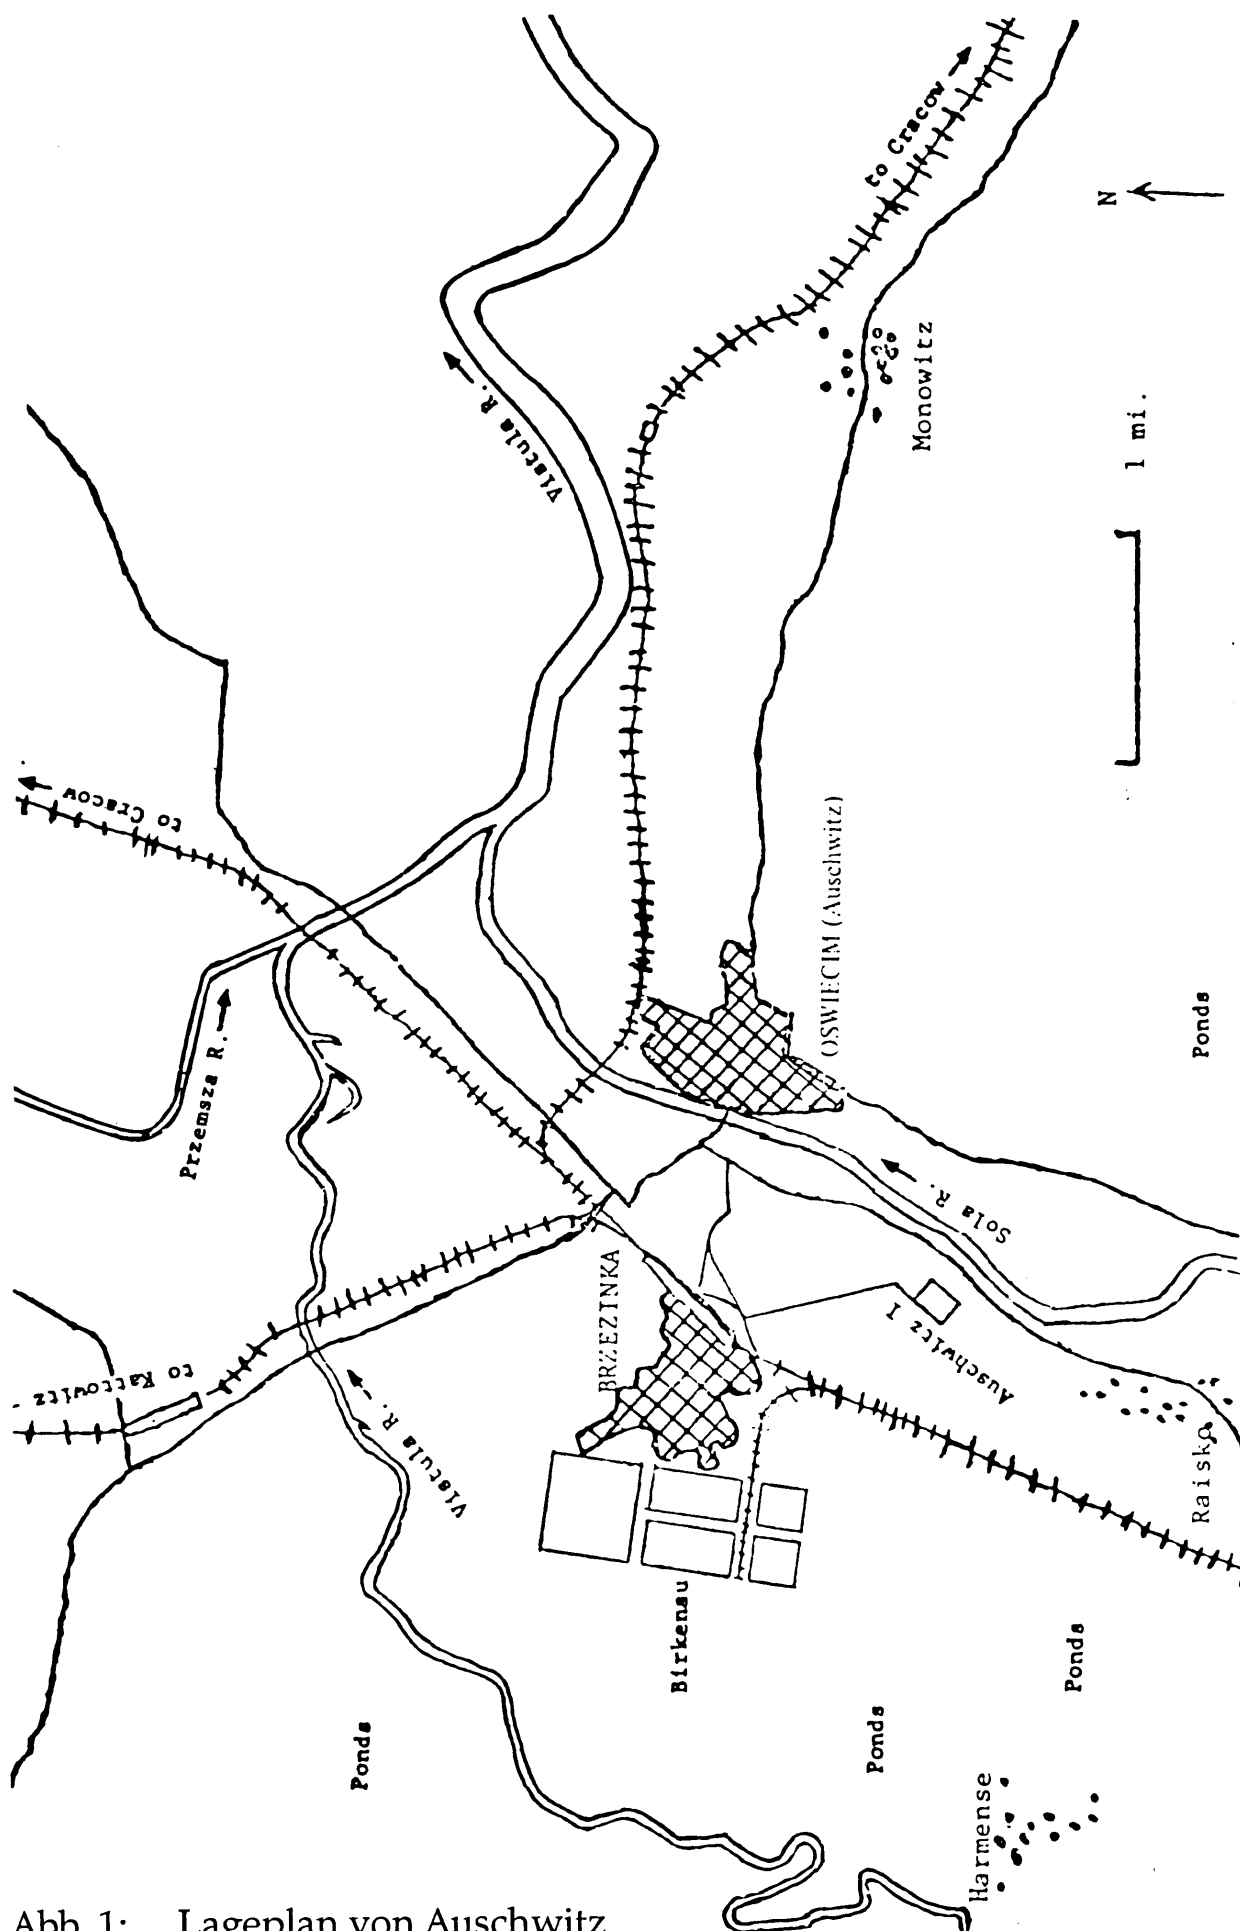 to Cracow
N
Vistula R.
Monowitz
1 mi.
to Cracow
OSWIECIM (Auschwitz)
Przemsza R.
Ponds
Sola R.
BRZEZINKA
to Kattowitz
Auschwitz I
Vistula R.
Raisko
Birkenau
Ponds
Ponds
Ponds
Harmense
Abb. 1: Lageplan von Auschwitz